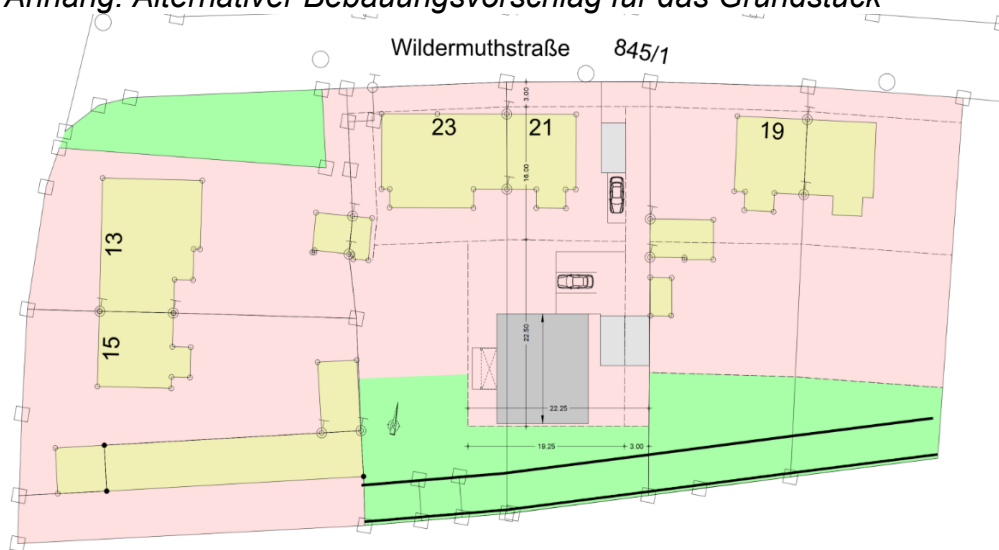 Anhang: Alternativer Bebauungsvorschlag für das Grundstück
Wildermuthstraße 845/1
3.00
23 21 19
16.00
13
22.50
15
22.25
19.25 3.00